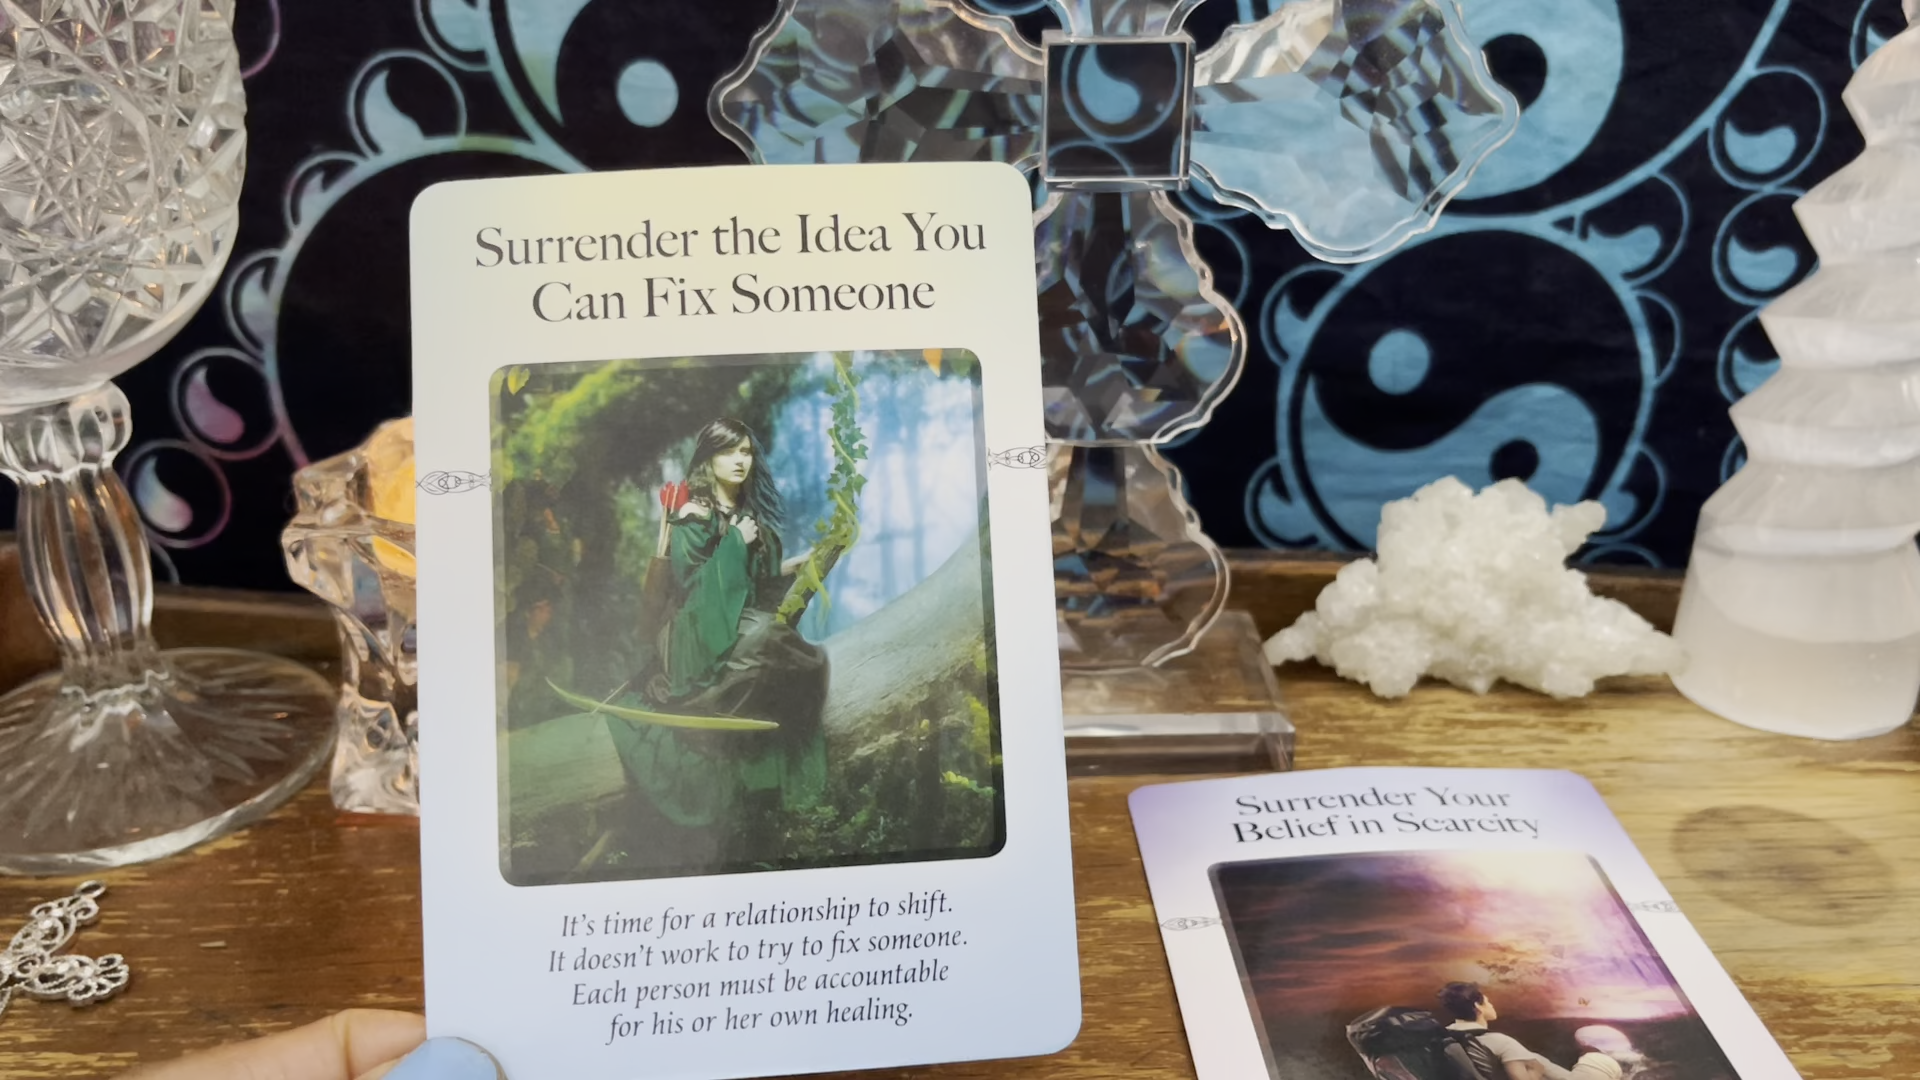 Surrender the Idea You
Can Fix Someone
It's time for a relationship to shift.
It doesn't work to try to fix someone.
Each person must be accountable
for his or her own healing.
Surrender Your
Belief in Scarcity